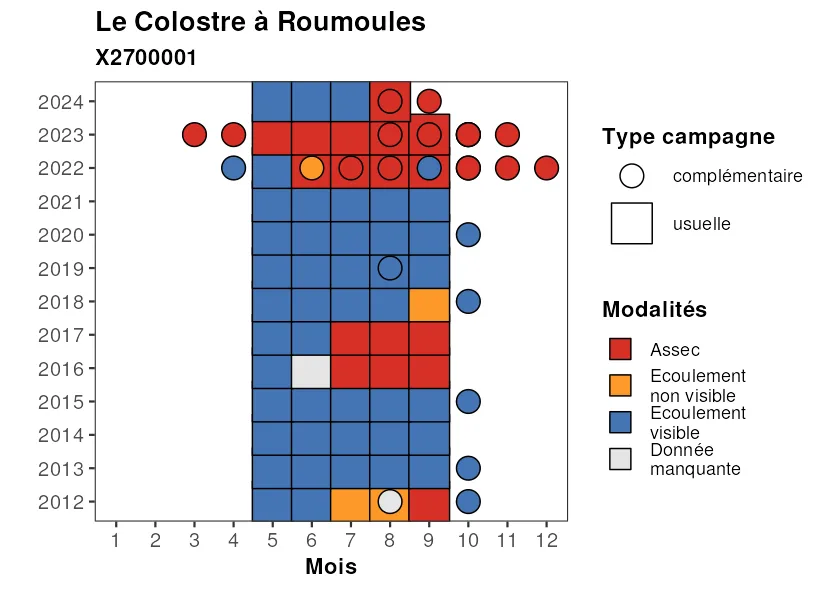 Le Colostre à Roumoules
X2700001
2024
2023
2022
2021
2020
2019
2018
2017
2016
2015
2014
2013
2012
1 2 3 4 5 6 7 8 9 10 11 12
Mois
Type campagne
complémentaire
usuelle
Modalités
Assec
Ecoulement
non visible
Ecoulement
visible
Donnée
manquante